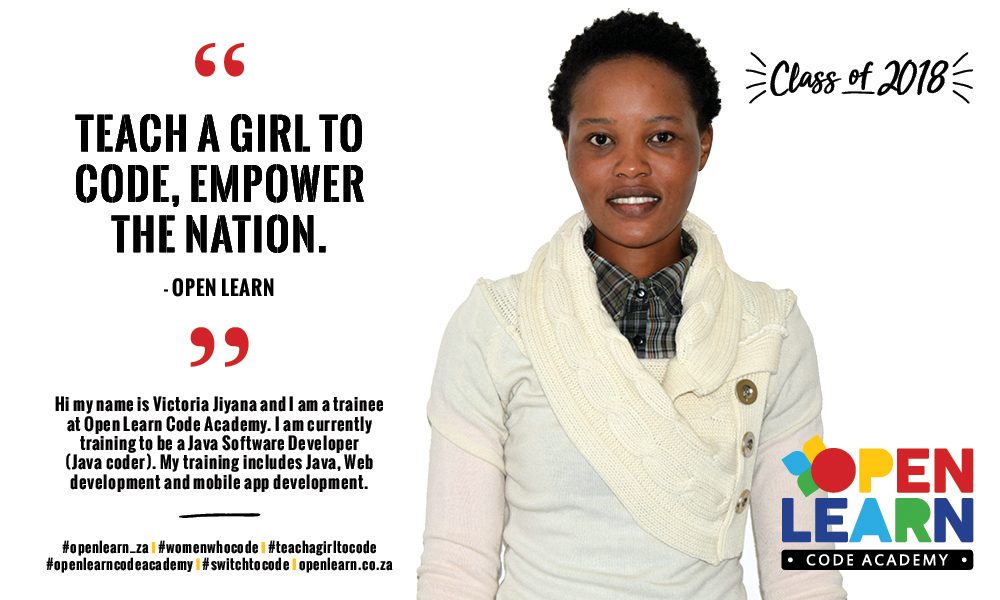 “
TEACH A GIRL TO
CODE, EMPOWER
THE NATION.
- OPEN LEARN
”
Hi my name is Victoria Jiyana and I am a trainee
at Open Learn Code Academy. I am currently
training to be a Java Software Developer
(Java coder). My training includes Java, Web
development and mobile app development.
#openlearn_za | #womenwhocode | #teachagirltocode
#openlearncodeacademy | #switchtocode | openlearn.co.za
Class of 2018
OPEN
LEARN
• CODE ACADEMY •